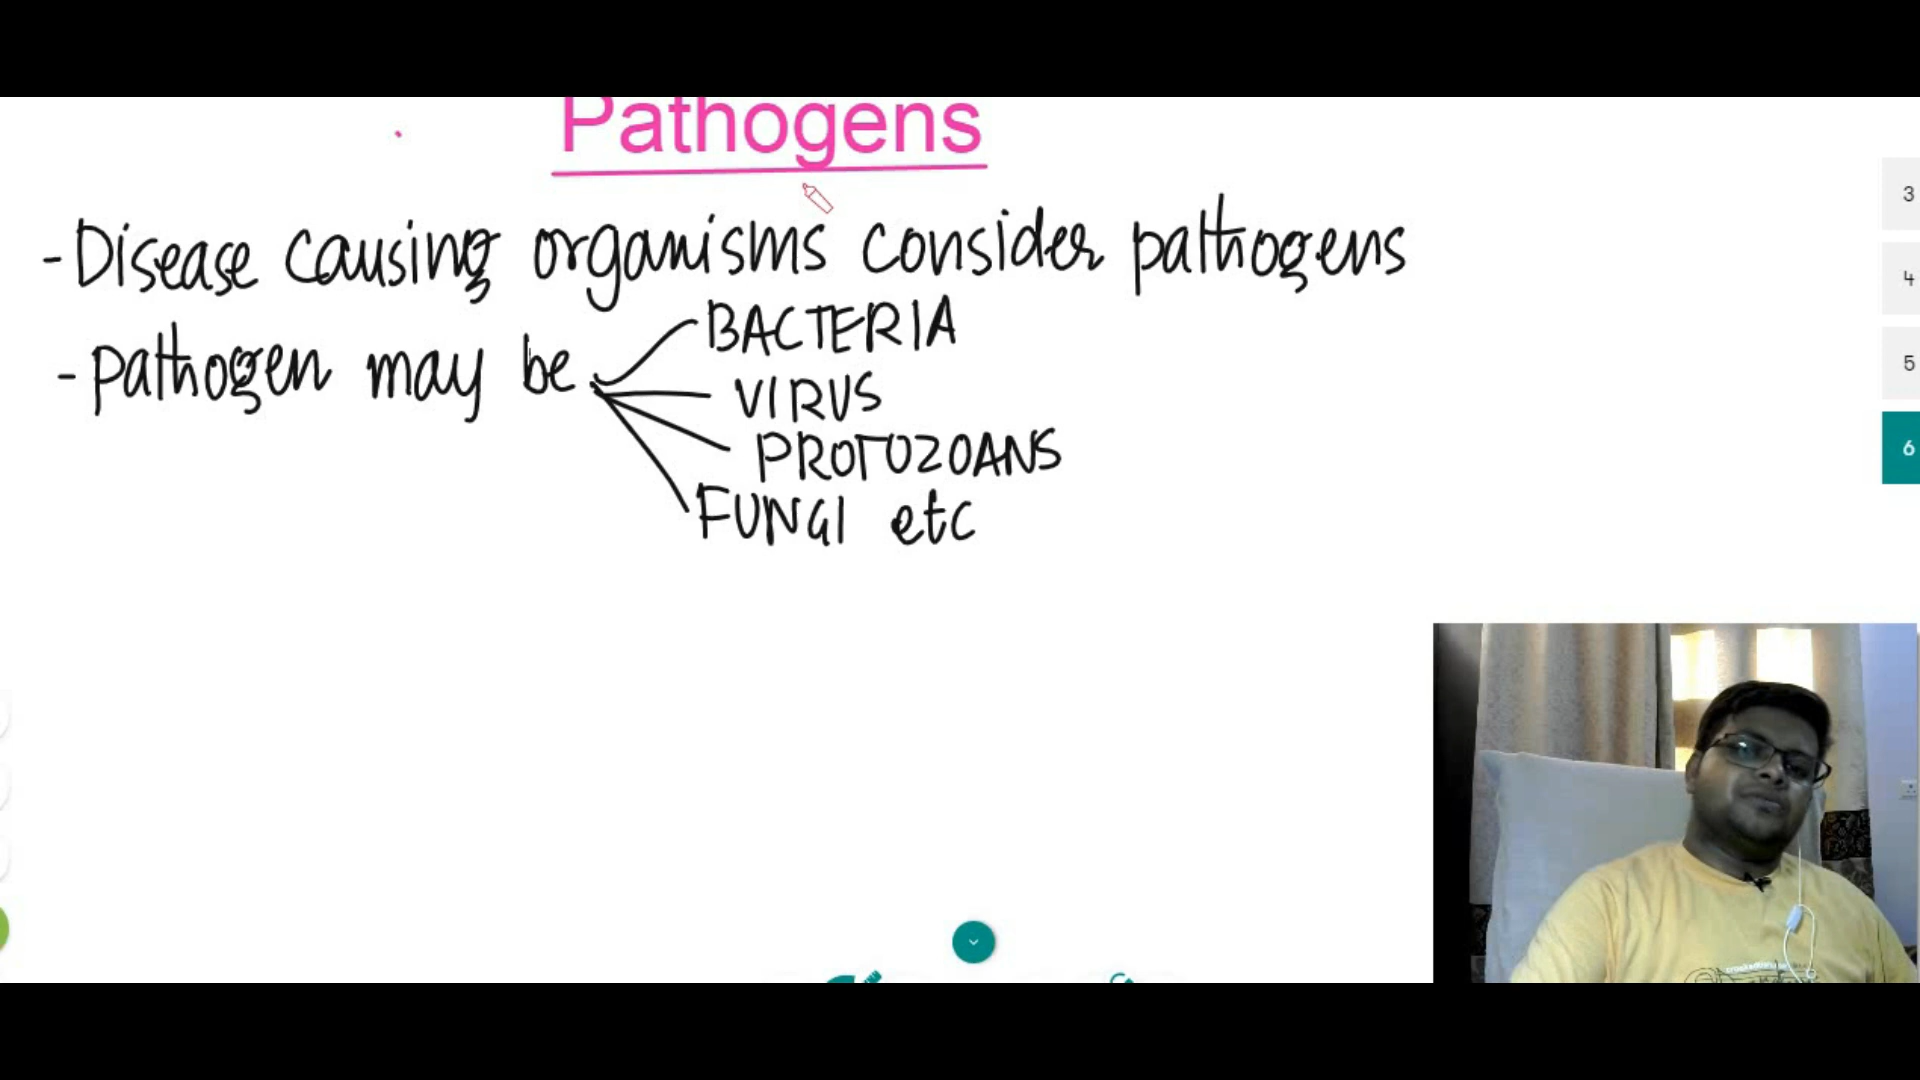 Pathogens
- Disease causing organisms consider pathogens
- pathogen may be
BACTERIA
VIRUS
PROTOZOANS
FUNGI etc
3
4
5
6